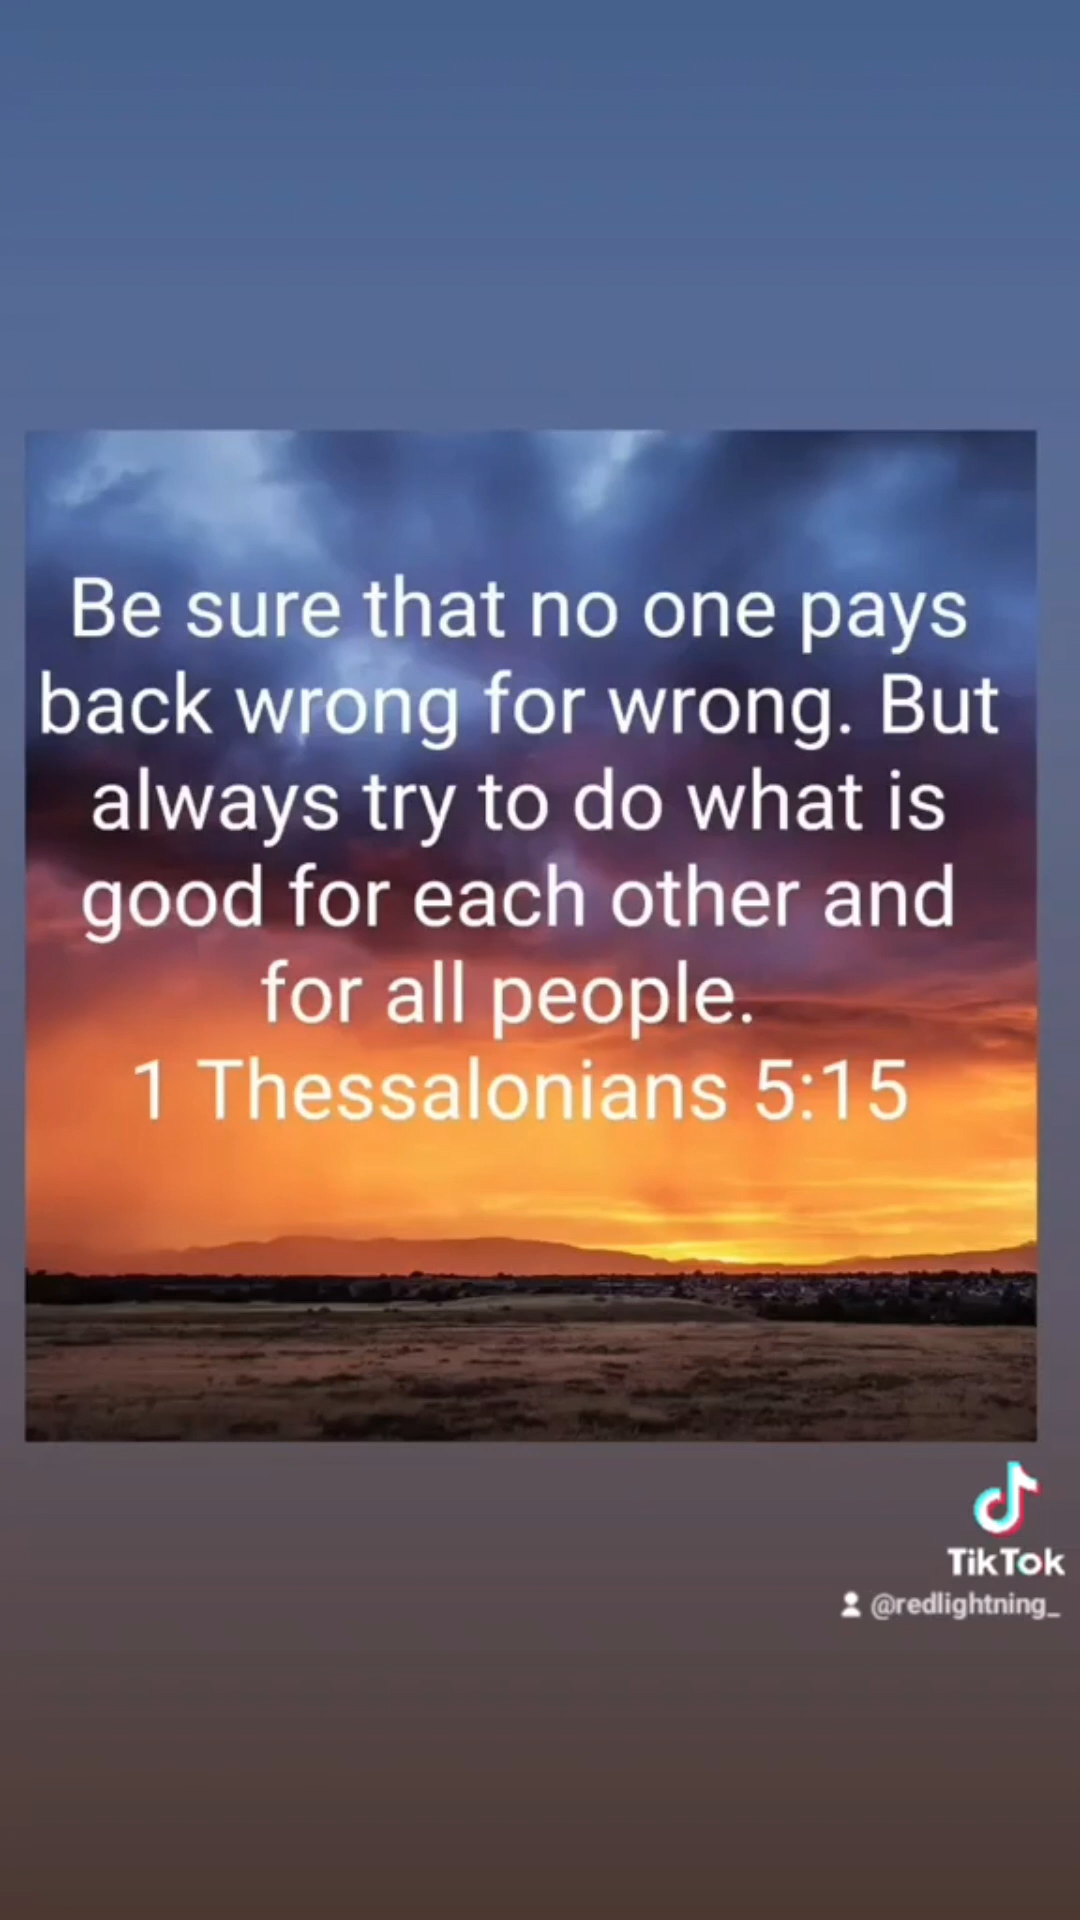 Be sure that no one pays
back wrong for wrong. But
always try to do what is
good for each other and
for all people.
1 Thessalonians 5:15
TikTok
@redlightning_